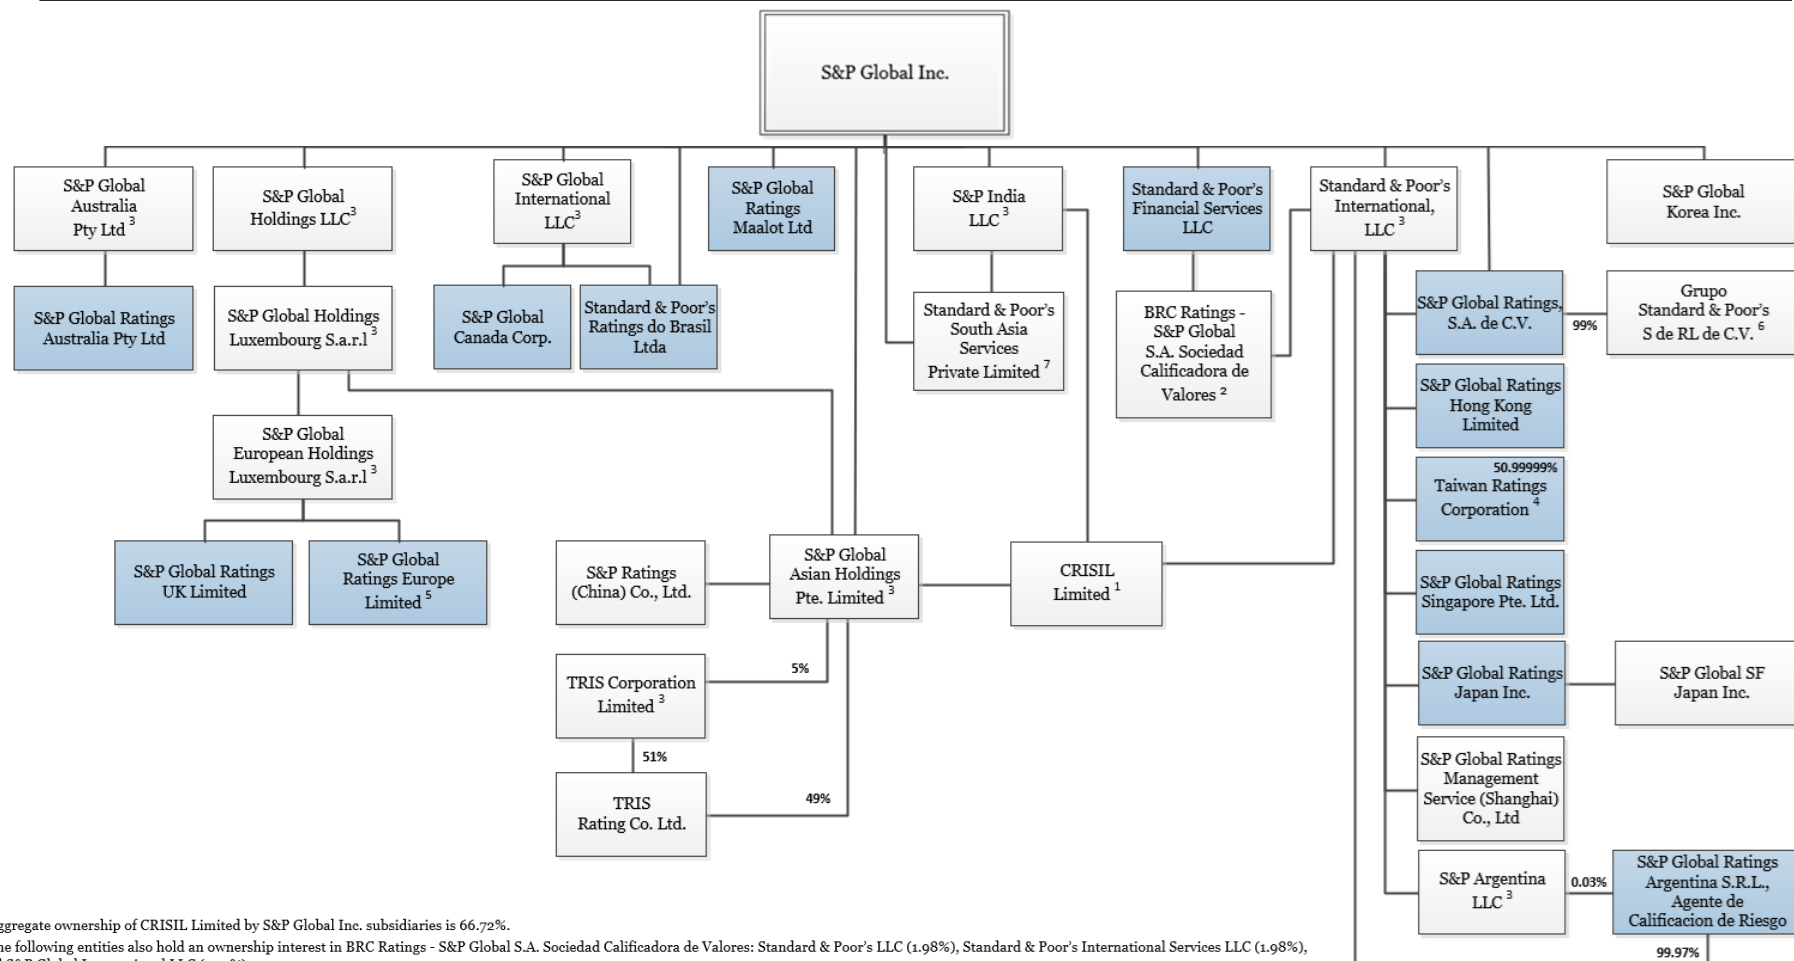 S&P Global Inc.
S&P Global
Australia
Pty Ltd 3
S&P Global
Holdings LLC3
S&P Global
International
LLC3
S&P Global
Ratings
Maalot Ltd
S&P India
LLC 3
Standard & Poor's
Financial Services
LLC
Standard & Poor's
International,
LLC 3
S&P Global
Korea Inc.
S&P Global Ratings
Australia Pty Ltd
S&P Global Holdings
Luxembourg S.a.r.l 3
S&P Global
Canada Corp.
Standard & Poor's
Ratings do Brasil
Ltda
Standard & Poor's
South Asia
Services
Private Limited 7
BRC Ratings -
S&P Global
S.A. Sociedad
Calificadora de
Valores 2
S&P Global Ratings,
S.A. de C.V.
99%
Grupo
Standard & Poor's
S de RL de C.V. 6
S&P Global Ratings
Hong Kong
Limited
S&P Global
European Holdings
Luxembourg S.a.r.l 3
50.99999%
Taiwan Ratings
Corporation 4
S&P Global Ratings
UK Limited
S&P Global
Ratings Europe
Limited 5
S&P Ratings
(China) Co., Ltd.
S&P Global
Asian Holdings
Pte. Limited 3
CRISIL
Limited 1
S&P Global Ratings
Singapore Pte. Ltd.
TRIS Corporation
Limited 3
5%
S&P Global Ratings
Japan Inc.
S&P Global SF
Japan Inc.
51%
TRIS
Rating Co. Ltd.
49%
S&P Global Ratings
Management
Service (Shanghai)
Co., Ltd
S&P Argentina
LLC 3
0.03%
S&P Global Ratings
Argentina S.R.L.,
Agente de
Calificacion de Riesgo
99.97%
ggregate ownership of CRISIL Limited by S&P Global Inc. subsidiaries is 66.72%.
he following entities also hold an ownership interest in BRC Ratings - S&P Global S.A. Sociedad Calificadora de Valores: Standard & Poor's LLC (1.98%), Standard & Poor's International Services LLC (1.98%),